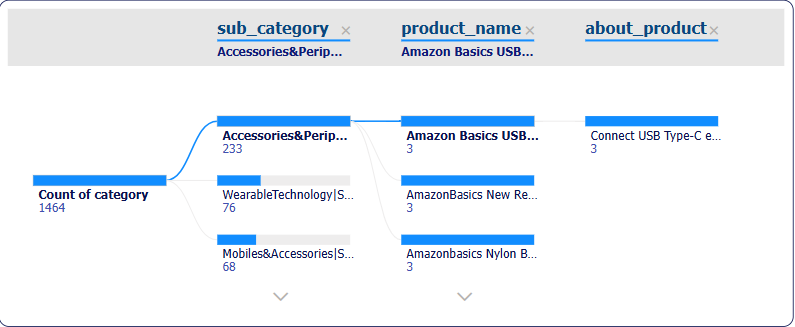 sub_category ×
product_name ×
about_product ×
Accessories&Perip...
Amazon Basics USB...
Accessories&Perip...
233
Amazon Basics USB...
3
Connect USB Type-C e...
3
Count of category
1464
WearableTechnology|S...
76
AmazonBasics New Re...
3
Mobiles&Accessories|S...
68
Amazonbasics Nylon B...
3